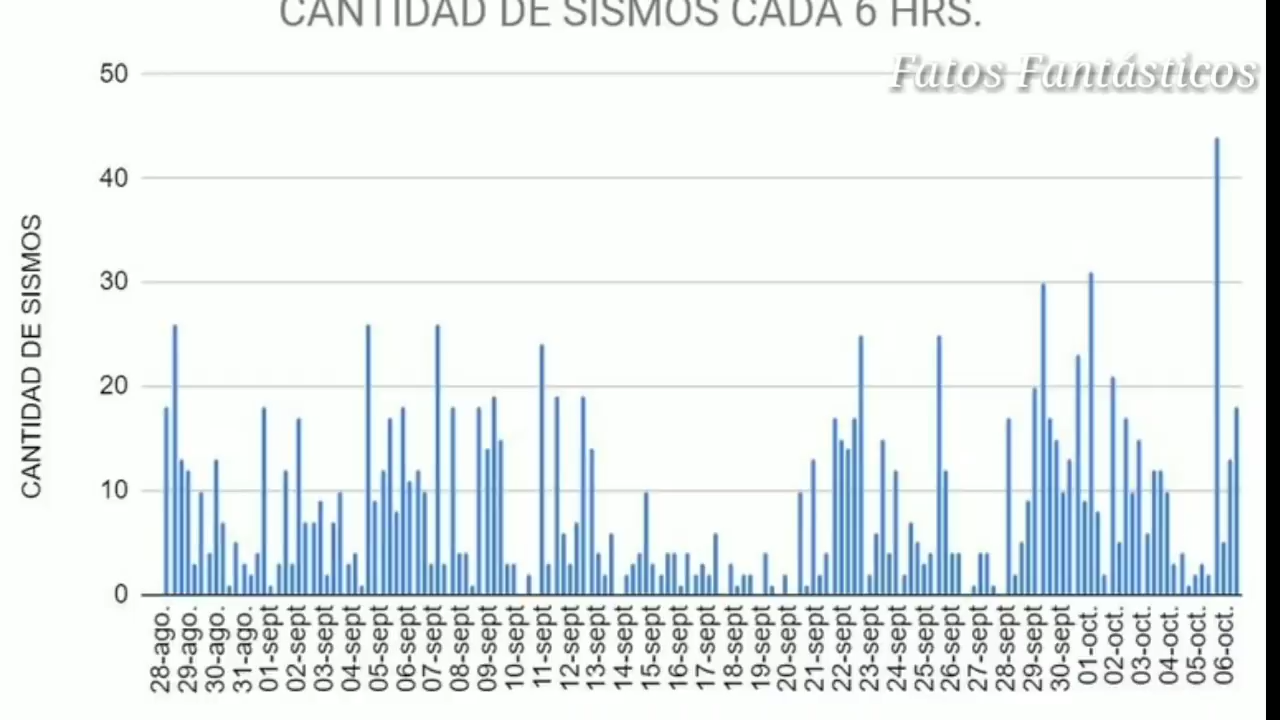 CANTIDAD DE SISMOS CADA 6 HRS.
Fatos Fantásticos
CANTIDAD DE SISMOS
50
40
30
20
10
0
28-ago.
29-ago.
30-ago.
31-ago.
01-sept
02-sept
03-sept
04-sept
05-sept
06-sept
07-sept
08-sept
09-sept
10-sept
11-sept
12-sept
13-sept
14-sept
15-sept
16-sept
17-sept
18-sept
19-sept
20-sept
21-sept
22-sept
23-sept
24-sept
25-sept
26-sept
27-sept
28-sept
29-sept
30-sept
01-oct.
02-oct.
03-oct.
04-oct.
05-oct.
06-oct.